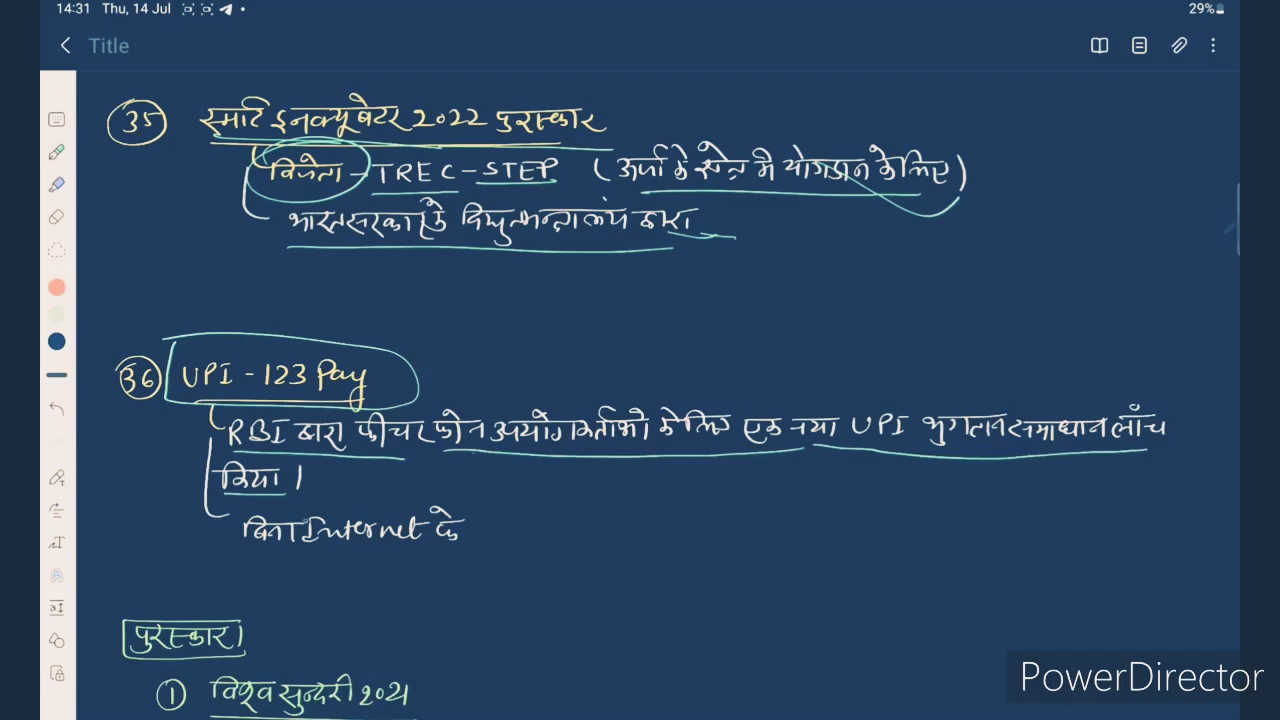 14:31 Thu, 14 Jul
29%
Title
35 स्मार्ट इनक्यूबेटर 2022 पुरस्कार
विजेता - TREC-STEP (ऊर्जा के क्षेत्र में योगदान के लिए)
भारत सरकार के विद्युत मन्त्रालय द्वारा
36 UPI - 123 Pay
RBI द्वारा फीचर फोन उपयोगकर्ताओं के लिए एक नया UPI भुगतान समाधान लाँच
किया।
बिना Internet के
पुरस्कार
1 विश्व सुन्दरी 2021
PowerDirector